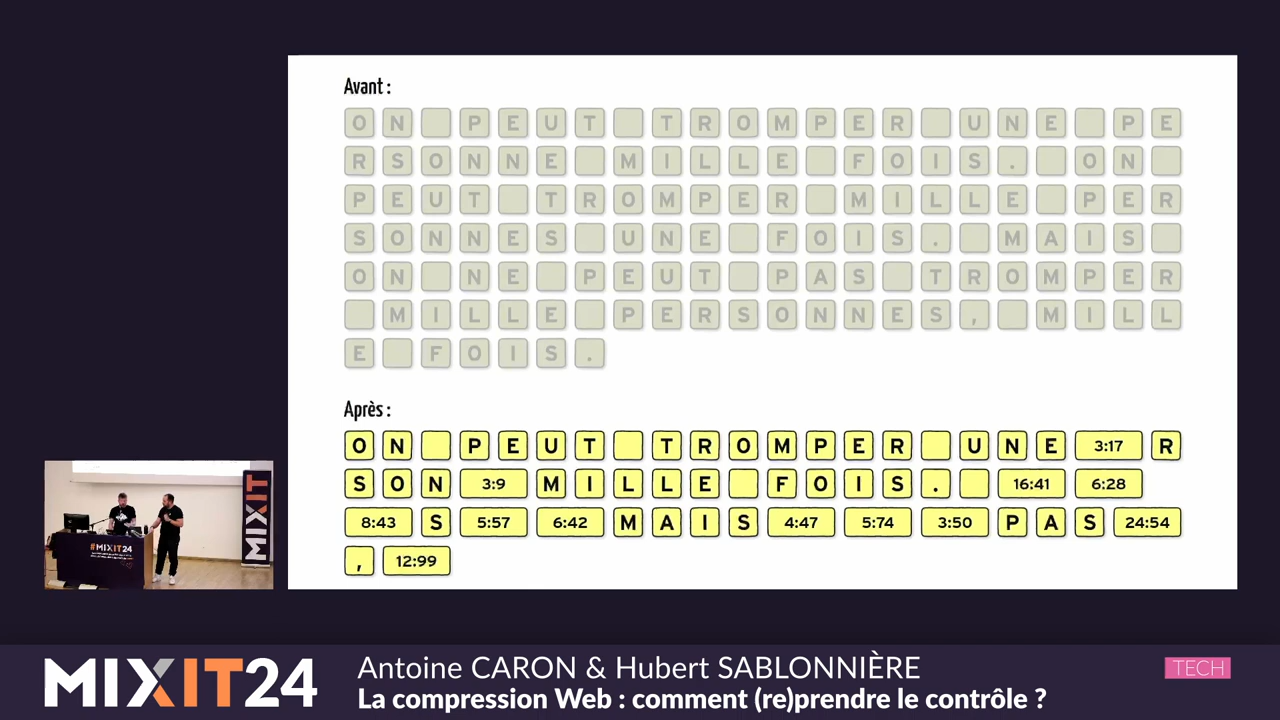 Avant :
ON PEUT TROMPER UNE PE
RSONNE MILLE FOIS. ON
PEUT TROMPER MILLE PER
SONNES UNE FOIS. MAIS
ON NE PEUT PAS TROMPER
MILLE PERSONNES, MILL
E FOIS.
Après :
ON PEUT TROMPER UNE 3:17 R
SON 3:9 MILLE FOIS. 16:41 6:28
8:43 S 5:57 6:42 MAIS 4:47 5:74 3:50 PAS 24:54
, 12:99
MIXIT
#MIXIT24
MIXIT24
Antoine CARON & Hubert SABLONNIÈRE
La compression Web : comment (re)prendre le contrôle ?
TECH